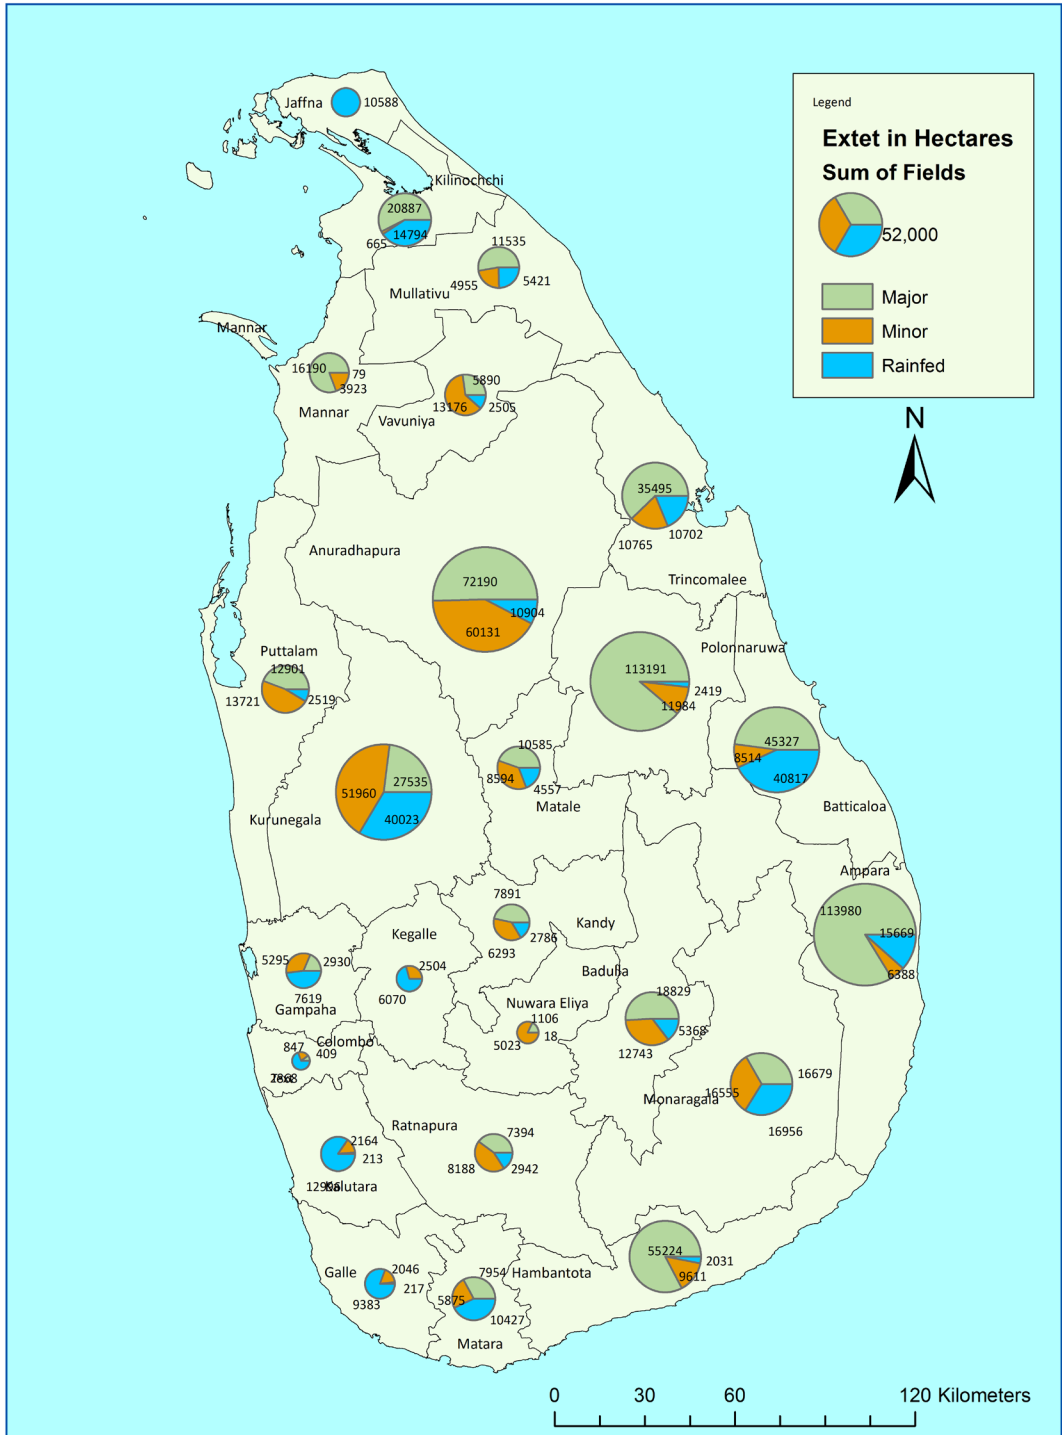 Legend
Extet in Hectares
Sum of Fields
52,000
Major
Minor
Rainfed
N
Jaffna
10588
Kilinochchi
20887
665
14794
11535
4955
5421
Mullativu
Mannar
16190
79
3923
Mannar
5890
13176
2505
Vavuniya
35495
10765
10702
Trincomalee
Anuradhapura
72190
10904
60131
Puttalam
12901
13721
2519
Polonnaruwa
113191
2419
11984
45327
8514
40817
Batticaloa
27535
51960
40023
Kurunegala
10585
8594
4557
Matale
Ampara
113980
15669
6388
7891
2786
6293
Kandy
Kegalle
2504
6070
5295
2930
7619
Gampaha
Nuwara Eliya
1106
18
5023
Badulla
18829
5368
12743
Colombo
847
409
16679
16555
Monaragala
16956
Ratnapura
7394
8188
2942
2164
213
Kalutara
55224
2031
9611
Hambantota
Galle
2046
217
9383
7954
5875
10427
Matara
0 30 60 120 Kilometers